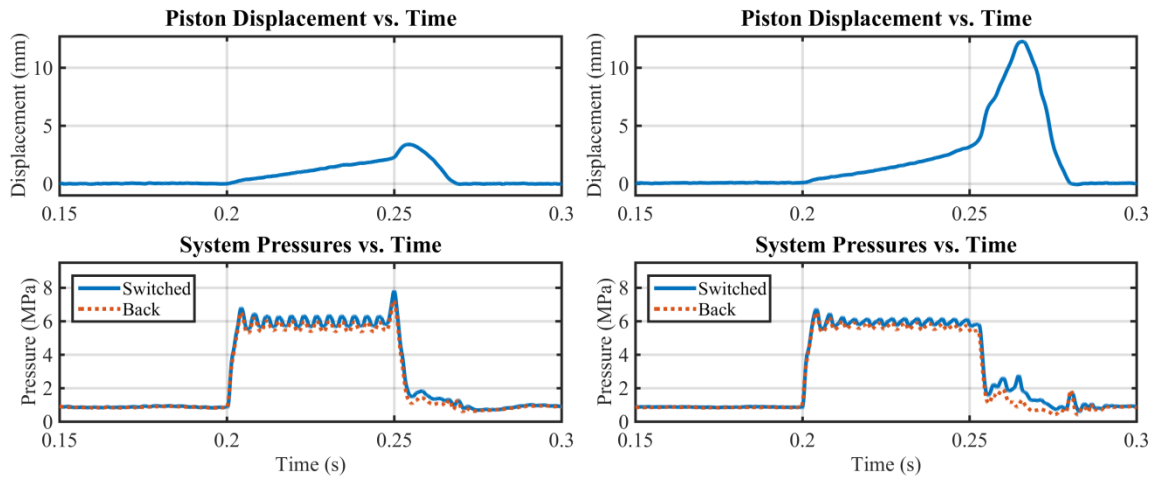 Piston Displacement vs. Time
Displacement (mm)
10
5
0
0.15 0.2 0.25 0.3
System Pressures vs. Time
Pressure (MPa)
8
6
4
2
0
Switched
Back
0.15 0.2 0.25 0.3
Time (s)
Piston Displacement vs. Time
Displacement (mm)
10
5
0
0.15 0.2 0.25 0.3
System Pressures vs. Time
Pressure (MPa)
8
6
4
2
0
Switched
Back
0.15 0.2 0.25 0.3
Time (s)